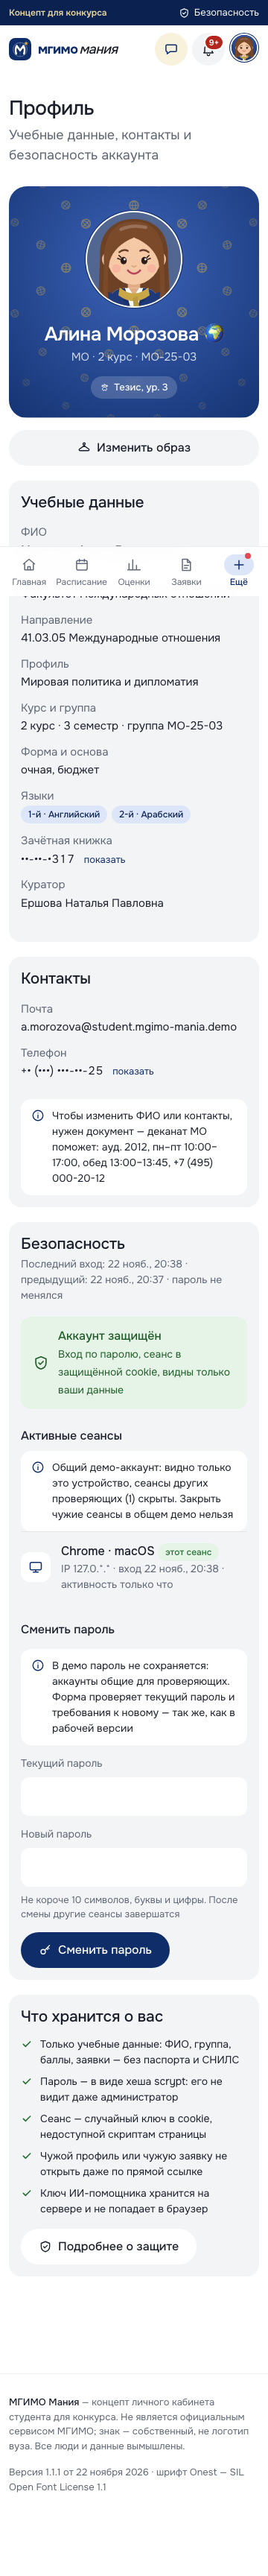 Концепт для конкурса
Безопасность
М
МГИМО мания
9+
Профиль
Учебные данные, контакты и
безопасность аккаунта
Алина Морозова
МО · 2 курс · МО-25-03
Тезис, ур. 3
Изменить образ
Учебные данные
ФИО
Главная
Расписание
Оценки
Заявки
Ещё
Факультет международных отношений
Направление
41.03.05 Международные отношения
Профиль
Мировая политика и дипломатия
Курс и группа
2 курс · 3 семестр · группа МО-25-03
Форма и основа
очная, бюджет
Языки
1-й · Английский
2-й · Арабский
Зачётная книжка
••-••-•317 показать
Куратор
Ершова Наталья Павловна
Контакты
Почта
a.morozova@student.mgimo-mania.demo
Телефон
+• (•••) •••-••-25 показать
Чтобы изменить ФИО или контакты,
нужен документ — деканат МО
поможет: ауд. 2012, пн–пт 10:00–
17:00, обед 13:00–13:45, +7 (495)
000-20-12
Безопасность
Последний вход: 22 нояб., 20:38 ·
предыдущий: 22 нояб., 20:37 · пароль не
менялся
Аккаунт защищён
Вход по паролю, сеанс в
защищённой cookie, видны только
ваши данные
Активные сеансы
Общий демо-аккаунт: видно только
это устройство, сеансы других
проверяющих (1) скрыты. Закрыть
чужие сеансы в общем демо нельзя
Chrome · macOS этот сеанс
IP 127.0.*.* · вход 22 нояб., 20:38 ·
активность только что
Сменить пароль
В демо пароль не сохраняется:
аккаунты общие для проверяющих.
Форма проверяет текущий пароль и
требования к новому — так же, как в
рабочей версии
Текущий пароль
Новый пароль
Не короче 10 символов, буквы и цифры. После
смены другие сеансы завершатся
Сменить пароль
Что хранится о вас
Только учебные данные: ФИО, группа,
баллы, заявки — без паспорта и СНИЛС
Пароль — в виде хеша scrypt: его не
видит даже администратор
Сеанс — случайный ключ в cookie,
недоступной скриптам страницы
Чужой профиль или чужую заявку не
открыть даже по прямой ссылке
Ключ ИИ-помощника хранится на
сервере и не попадает в браузер
Подробнее о защите
МГИМО Мания — концепт личного кабинета
студента для конкурса. Не является официальным
сервисом МГИМО; знак — собственный, не логотип
вуза. Все люди и данные вымышлены.
Версия 1.1.1 от 22 ноября 2026 · шрифт Onest — SIL
Open Font License 1.1